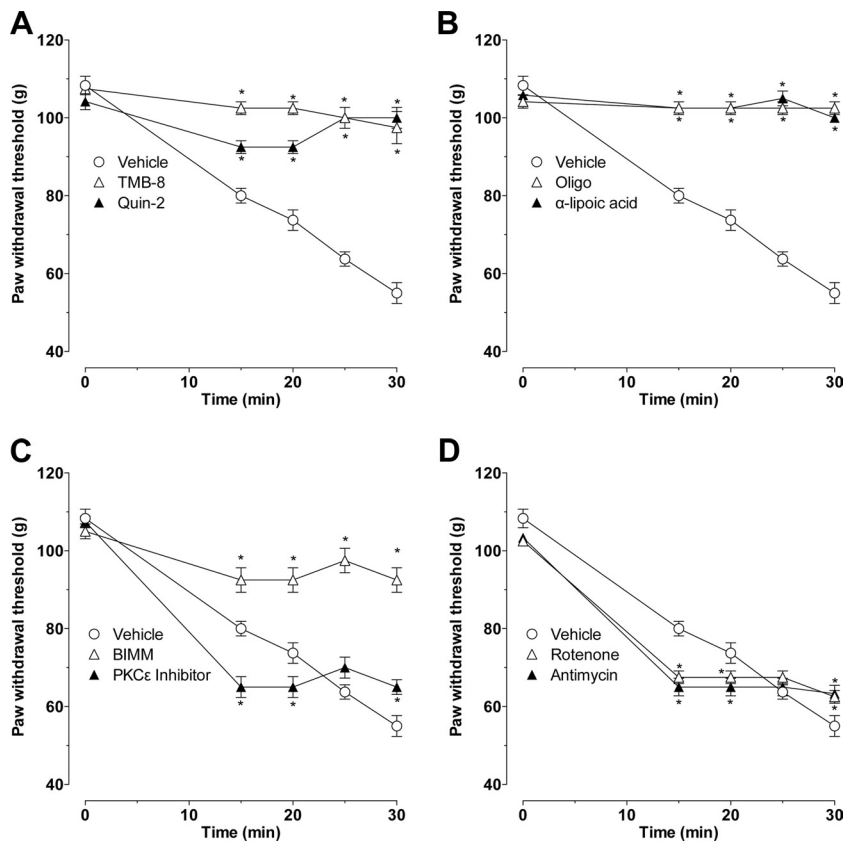 A
Paw withdrawal threshold (g)
120
100
80
60
40
Vehicle
TMB-8
Quin-2
* * * *
* * * *
0 10 20 30
Time (min)
B
Paw withdrawal threshold (g)
120
100
80
60
40
Vehicle
Oligo
α-lipoic acid
* * * *
* * * *
0 10 20 30
Time (min)
C
Paw withdrawal threshold (g)
120
100
80
60
40
Vehicle
BIMM
PKCε Inhibitor
* * * *
* * *
0 10 20 30
Time (min)
D
Paw withdrawal threshold (g)
120
100
80
60
40
Vehicle
Rotenone
Antimycin
* * *
* * *
0 10 20 30
Time (min)